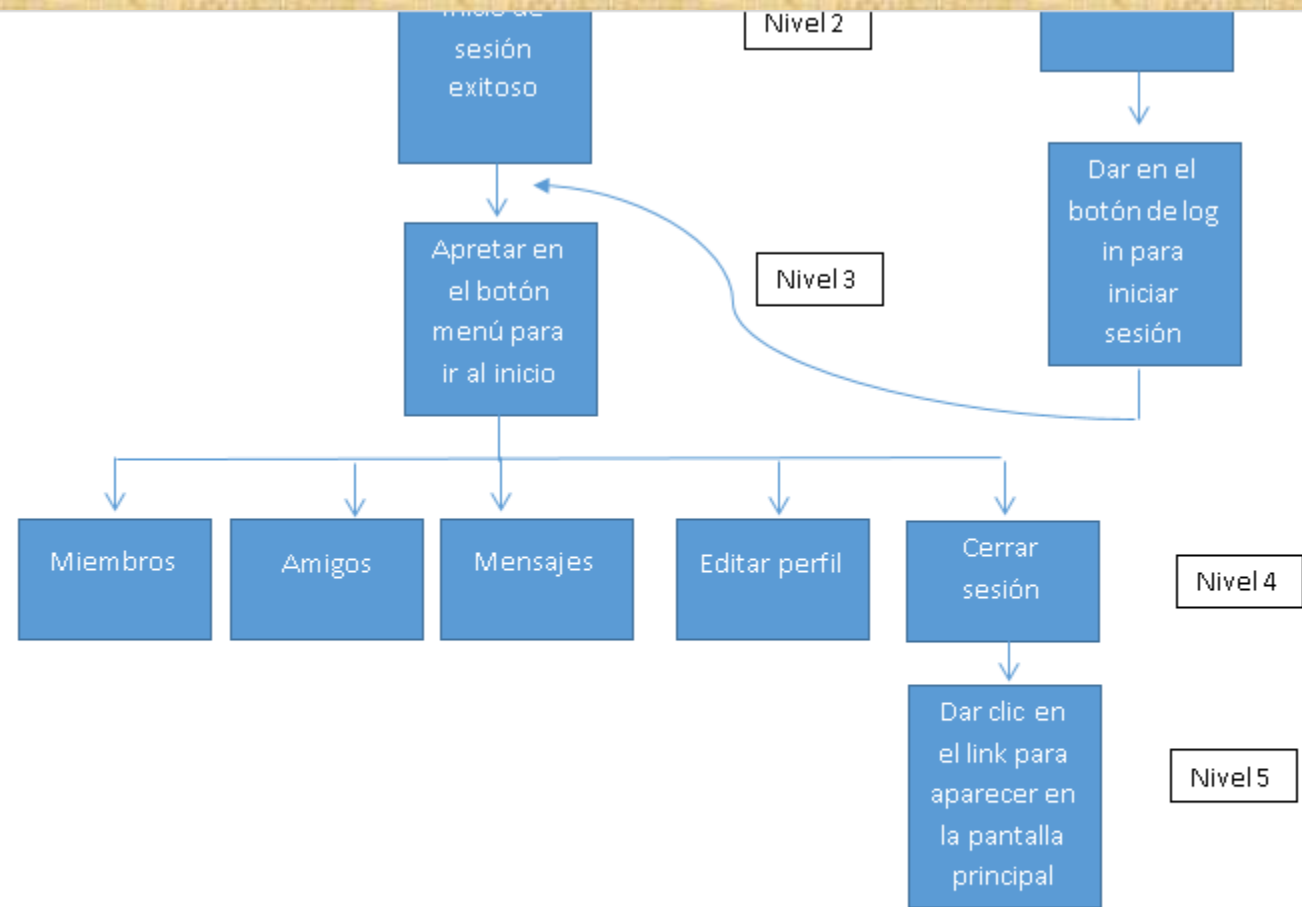 sesión
exitoso
Nivel 2
Dar en el
botón de log
in para
iniciar
sesión
Apretar en
el botón
menú para
ir al inicio
Nivel 3
Miembros
Amigos
Mensajes
Editar perfil
Cerrar
sesión
Nivel 4
Dar clic en
el link para
aparecer en
la pantalla
principal
Nivel 5